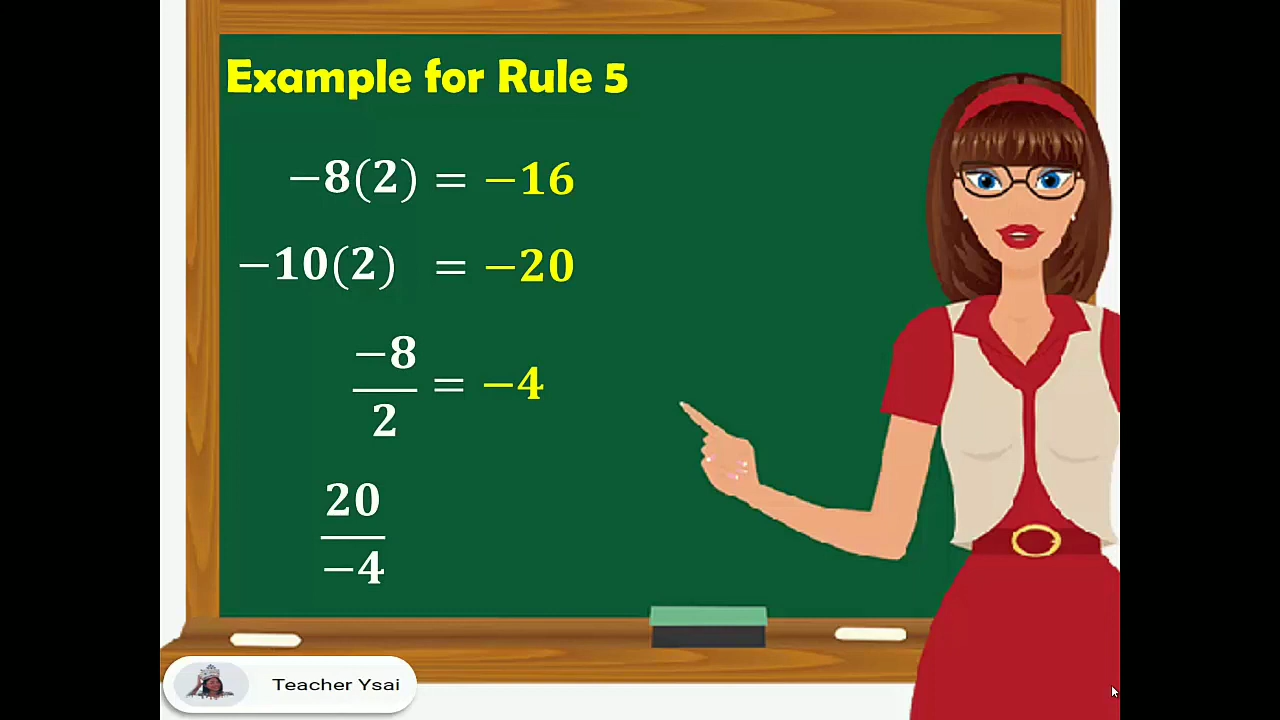 Example for Rule 5
−8(2) = −16
−10(2) = −20
−8
2
= −4
20
−4
Teacher Ysai